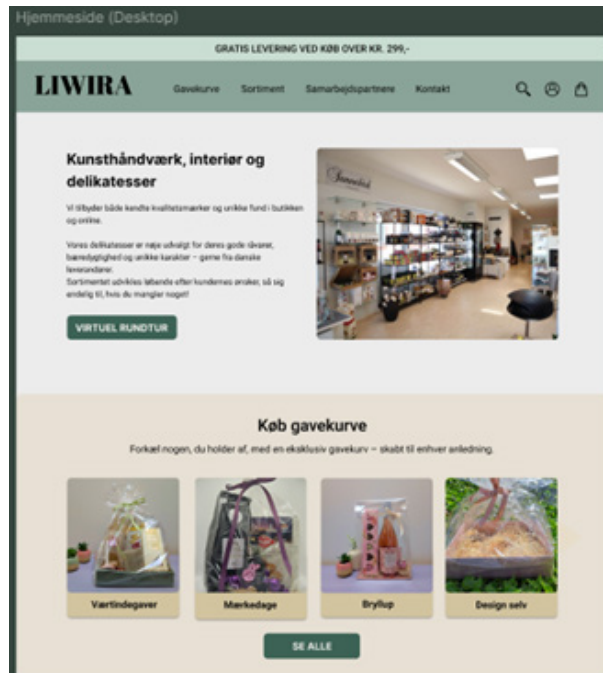 Hjemmeside (Desktop)
GRATIS LEVERING VED KØB OVER KR. 299,-
LIWIRA
Gavekurve
Sortiment
Samarbejdspartnere
Kontakt
Kunsthåndværk, interiør og
delikatesser
Vi tilbyder både kendte kvalitetsmærker og unikke fund i butikken
og online.
Vores delikatesser er nøje udvalgt for deres gode råvarer,
bæredygtighed og unikke karakter – gerne fra danske
leverandører.
Sortimentet udvikles løbende efter kundernes ønsker, så sig
endelig til, hvis du mangler noget!
VIRTUEL RUNDTUR
Køb gavekurve
Forkæl nogen, du holder af, med en eksklusiv gavekurv – skabt til enhver anledning.
Værtindegaver
Mærkedage
Bryllup
Design selv
SE ALLE